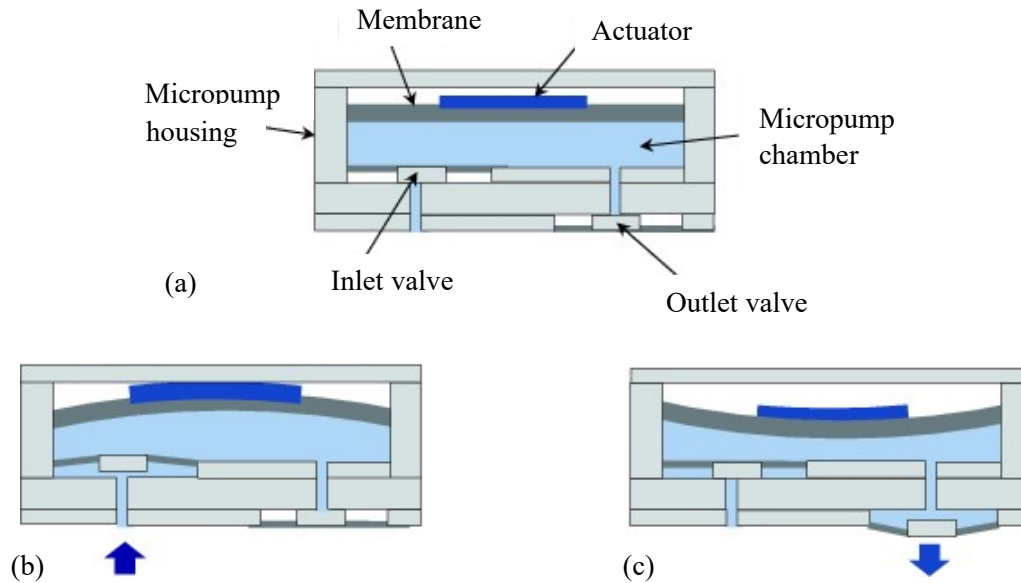 Membrane
Actuator
Micropump
housing
Micropump
chamber
Inlet valve
Outlet valve
(a)
(b)
(c)